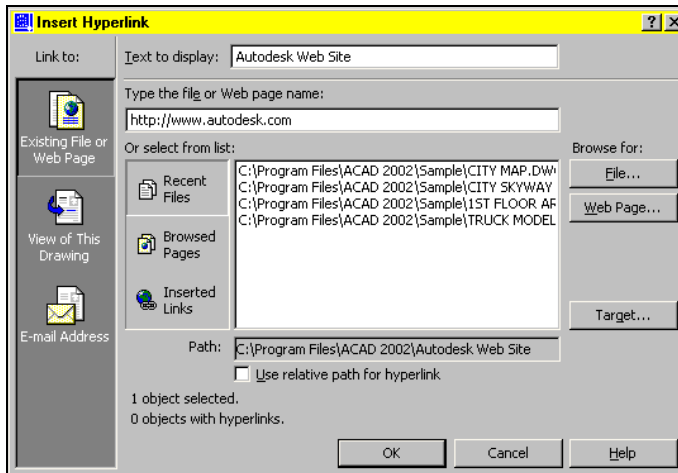 Insert Hyperlink
Link to:
Text to display: Autodesk Web Site
Type the file or Web page name:
http://www.autodesk.com
Existing File or
Web Page
Or select from list:
Browse for:
Recent
Files
C:\Program Files\ACAD 2002\Sample\CITY MAP.DW
C:\Program Files\ACAD 2002\Sample\CITY SKYWAY
C:\Program Files\ACAD 2002\Sample\1ST FLOOR AR
C:\Program Files\ACAD 2002\Sample\TRUCK MODEL
File...
Web Page...
View of This
Drawing
Browsed
Pages
Inserted
Links
Target...
E-mail Address
Path: C:\Program Files\ACAD 2002\Autodesk Web Site
Use relative path for hyperlink
1 object selected.
0 objects with hyperlinks.
OK
Cancel
Help